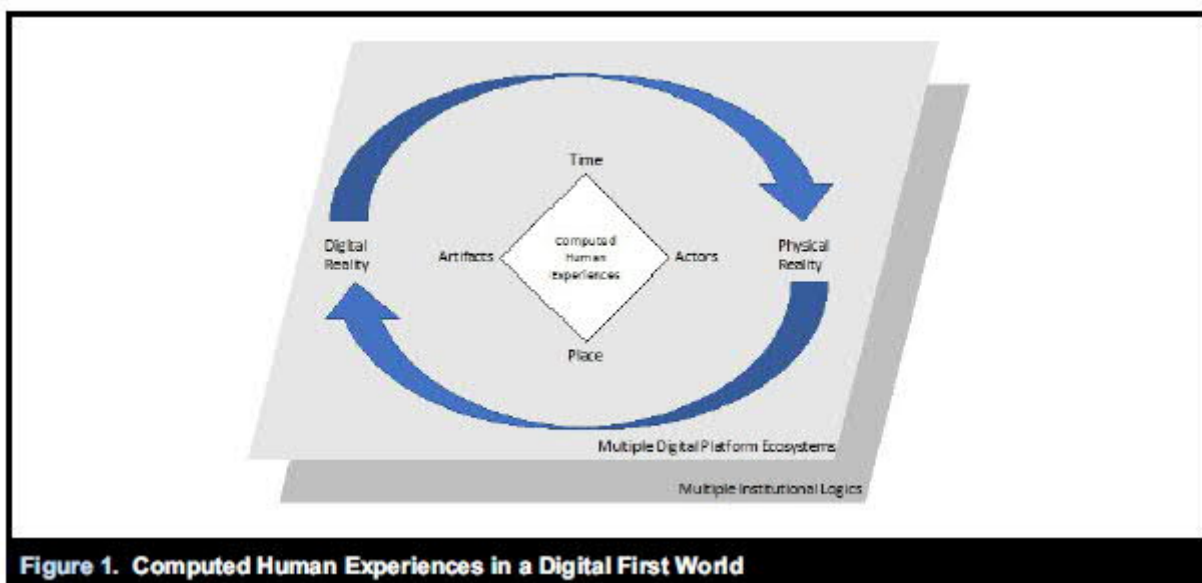 Time
Digital
Reality
Artifacts
Computed
Human
Experiences
Actors
Physical
Reality
Place
Multiple Digital Platform Ecosystems
Multiple Institutional Logics
Figure 1. Computed Human Experiences in a Digital First World